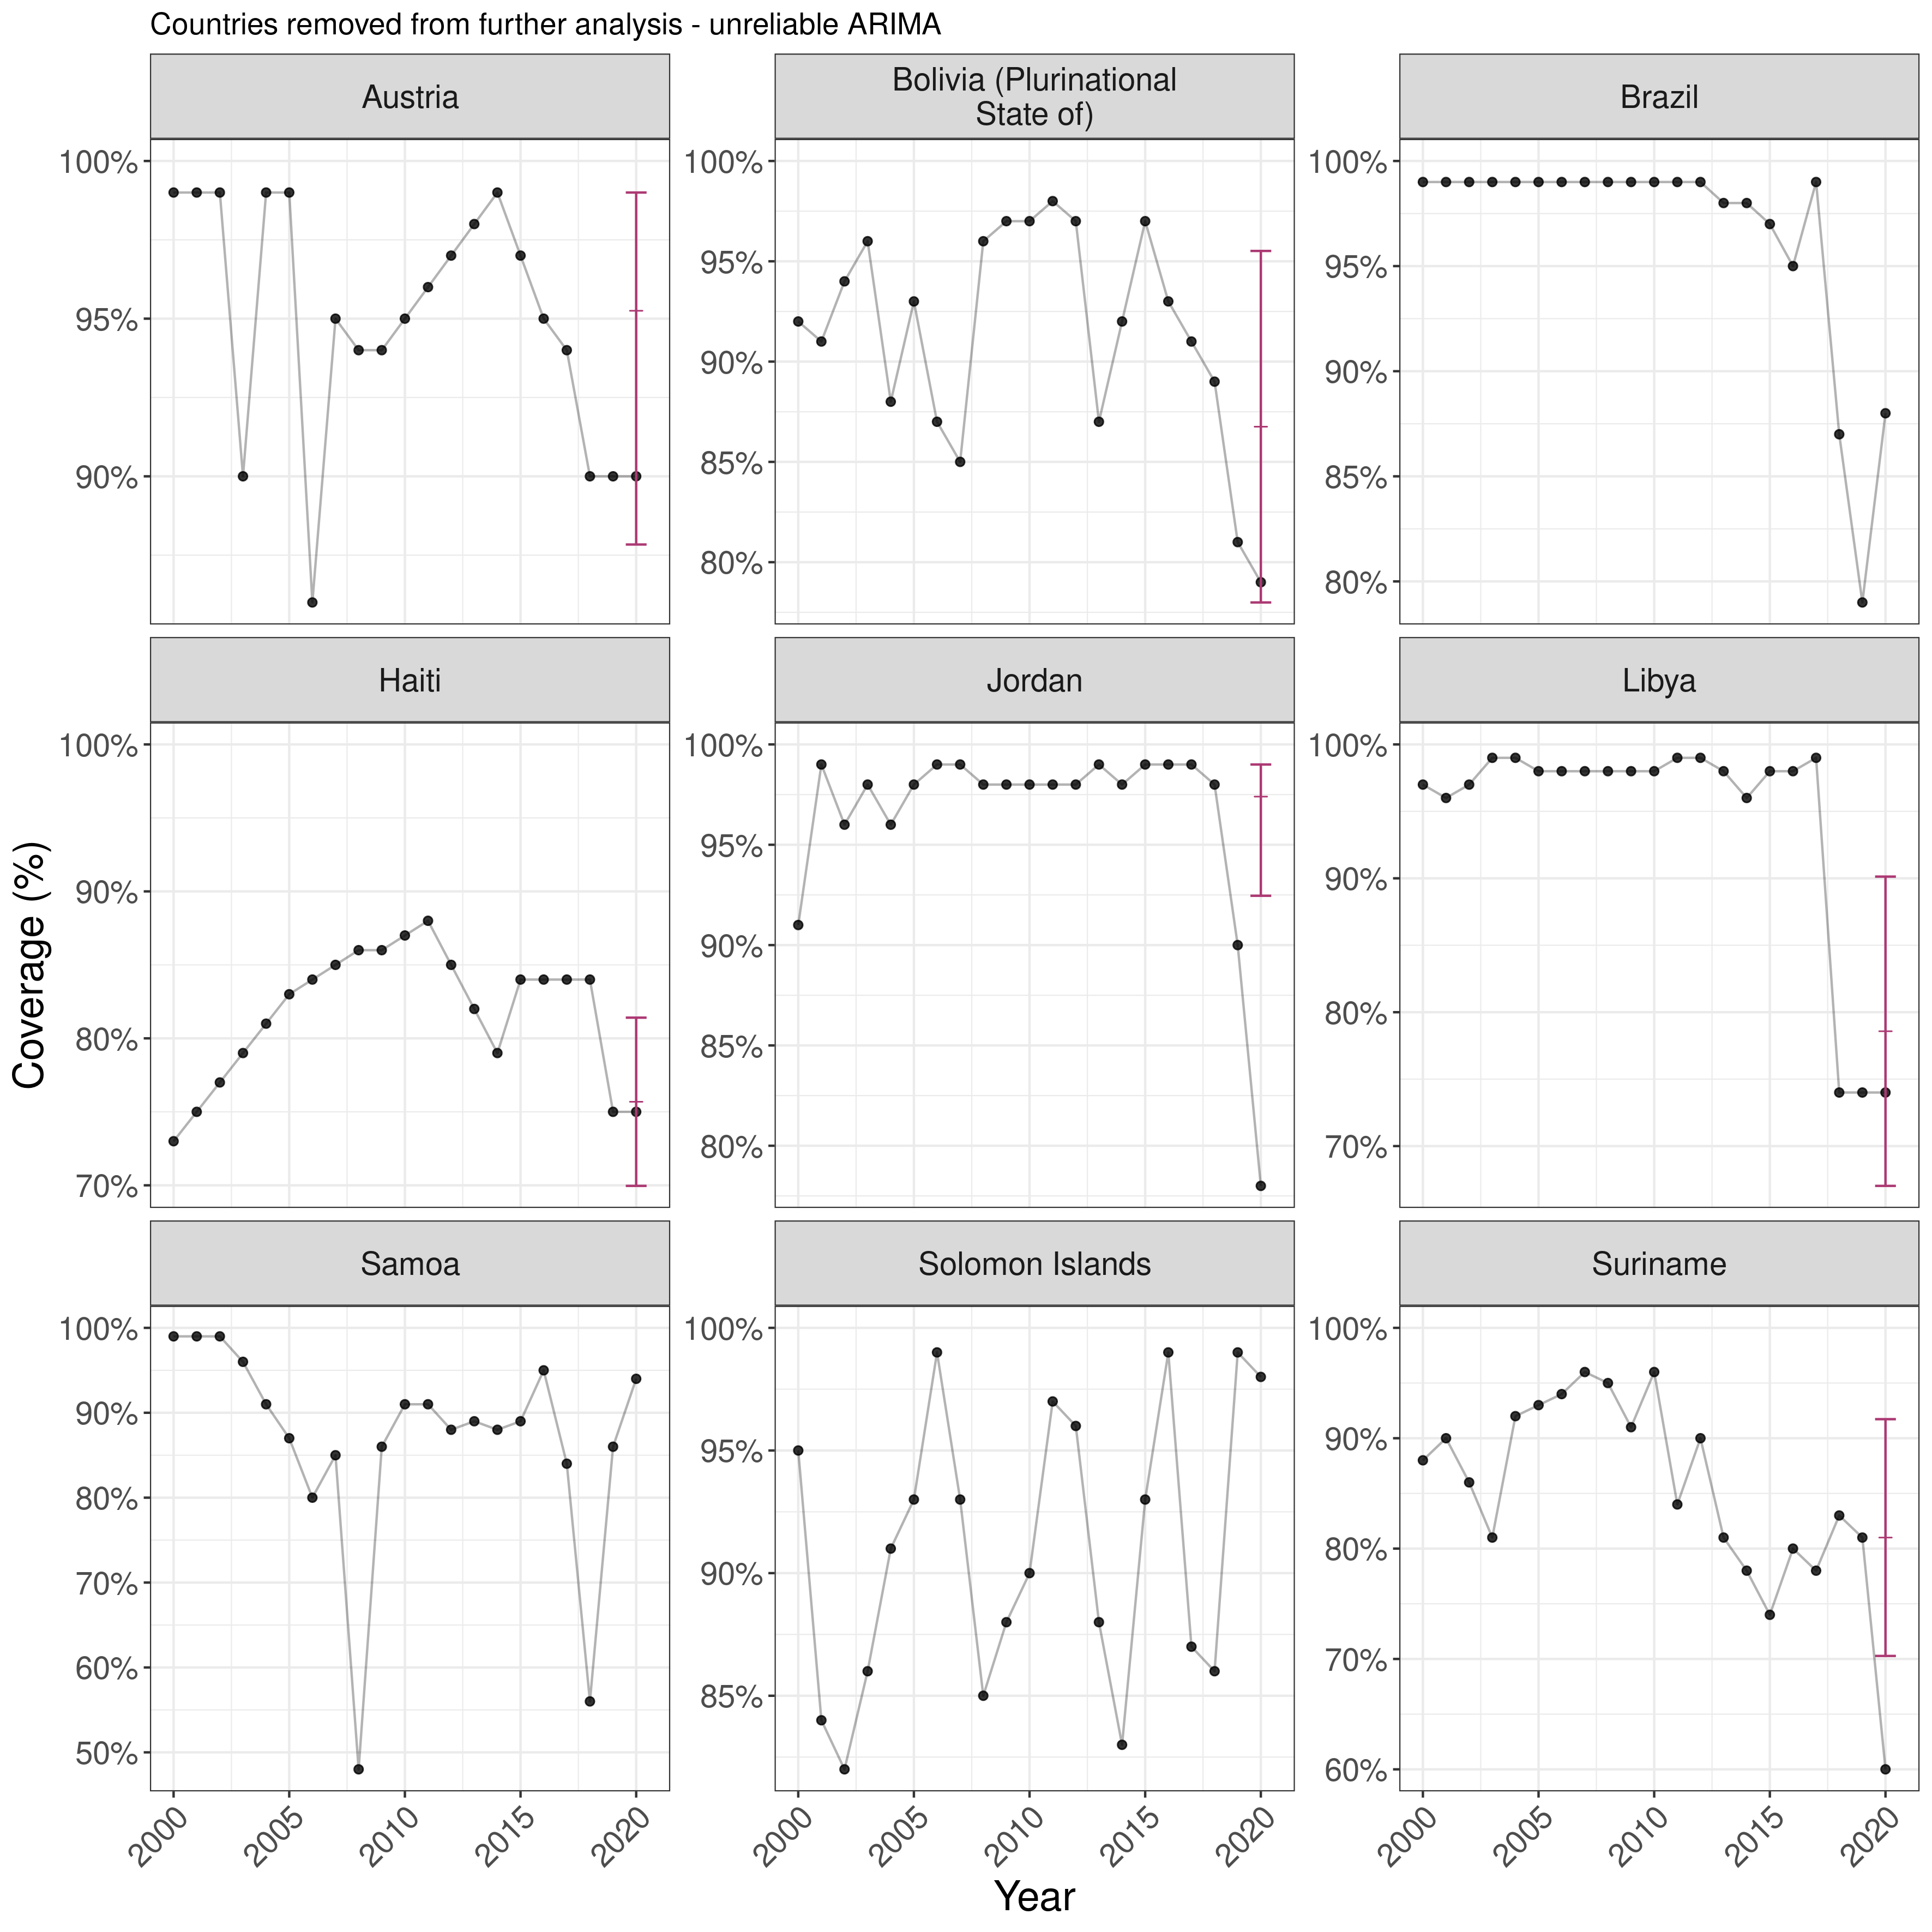 Countries removed from further analysis - unreliable ARIMA
Austria
Bolivia (Plurinational
State of)
Brazil
100%
95%
90%
100%
95%
90%
85%
80%
100%
95%
90%
85%
80%
Haiti
Jordan
Libya
100%
90%
80%
70%
100%
95%
90%
85%
80%
100%
90%
80%
70%
Coverage (%)
Samoa
Solomon Islands
Suriname
100%
90%
80%
70%
60%
50%
100%
95%
90%
85%
100%
90%
80%
70%
60%
2000 2005 2010 2015 2020
2000 2005 2010 2015 2020
2000 2005 2010 2015 2020
Year